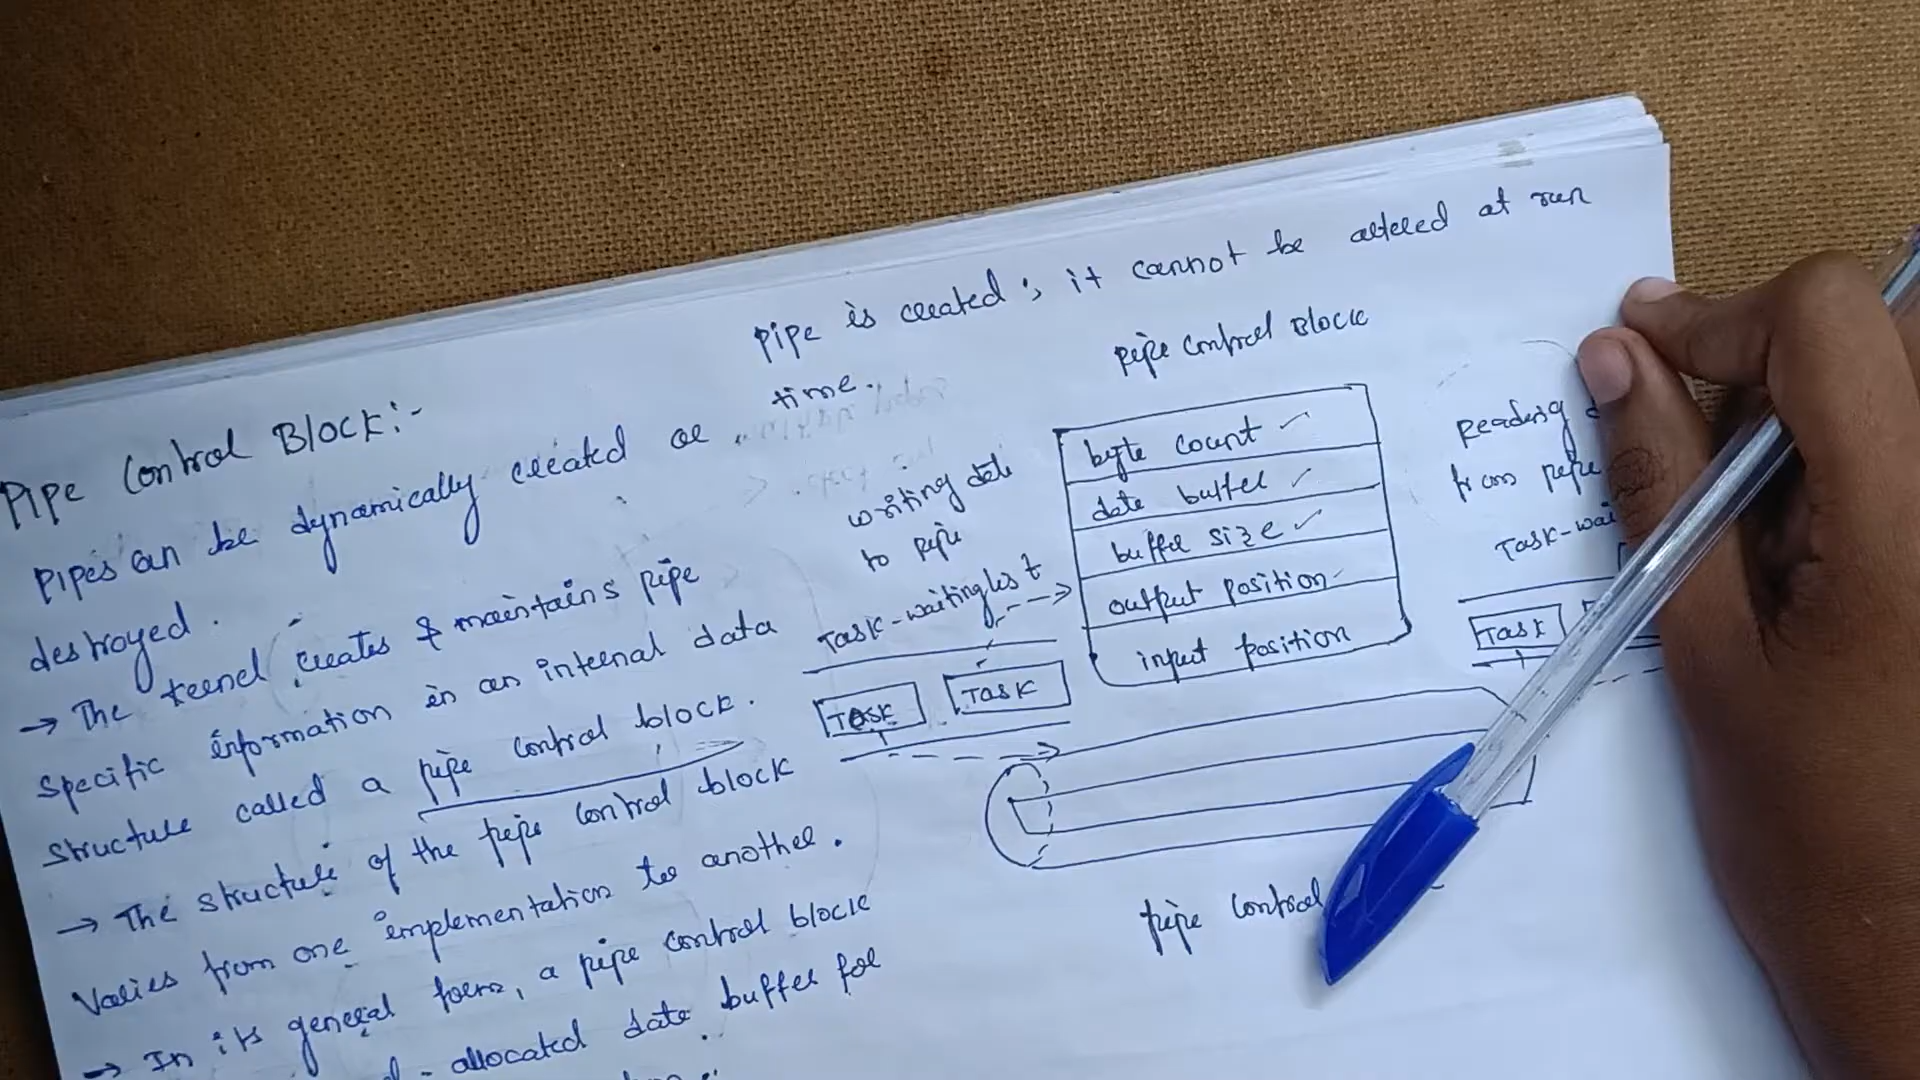 Pipe Control Block:-
Pipes can be dynamically created or
destroyed.
→ The kernel creates & maintains pipe
specific information in an internal data
structure called a pipe control block.
→ The structure of the pipe control block
varies from one implementation to another.
→ In its general form, a pipe control block
allocated data buffer for
pipe is created; it cannot be altered at run
time.
pipe control Block
byte count ✓
data buffer ✓
buffer size ✓
output position
input position
writing data
to pipe
Task-waiting list
TASK
TASK
Reading
from pipe
Task-wai
TASK
pipe control